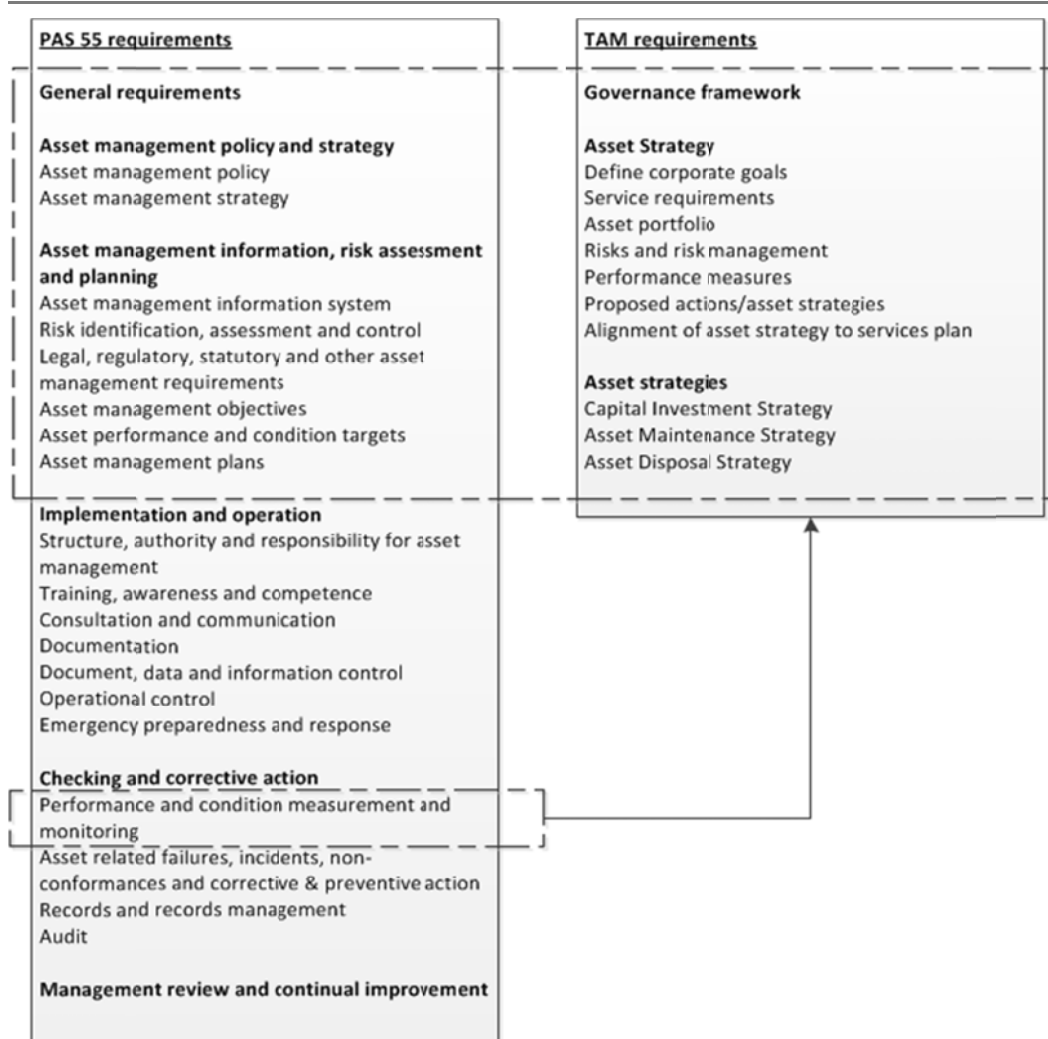 PAS 55 requirements
General requirements
Asset management policy and strategy
Asset management policy
Asset management strategy
Asset management information, risk assessment
and planning
Asset management information system
Risk identification, assessment and control
Legal, regulatory, statutory and other asset
management requirements
Asset management objectives
Asset performance and condition targets
Asset management plans
Implementation and operation
Structure, authority and responsibility for asset
management
Training, awareness and competence
Consultation and communication
Documentation
Document, data and information control
Operational control
Emergency preparedness and response
Checking and corrective action
Performance and condition measurement and
monitoring
Asset related failures, incidents, non-
conformances and corrective & preventive action
Records and records management
Audit
Management review and continual improvement
TAM requirements
Governance framework
Asset Strategy
Define corporate goals
Service requirements
Asset portfolio
Risks and risk management
Performance measures
Proposed actions/asset strategies
Alignment of asset strategy to services plan
Asset strategies
Capital Investment Strategy
Asset Maintenance Strategy
Asset Disposal Strategy